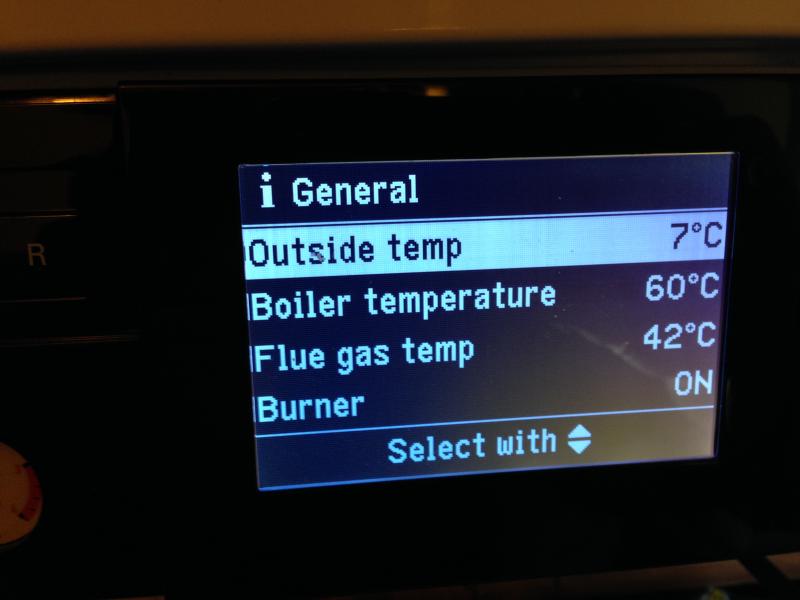 i General
Outside temp 7°C
Boiler temperature 60°C
Flue gas temp 42°C
Burner ON
Select with
R